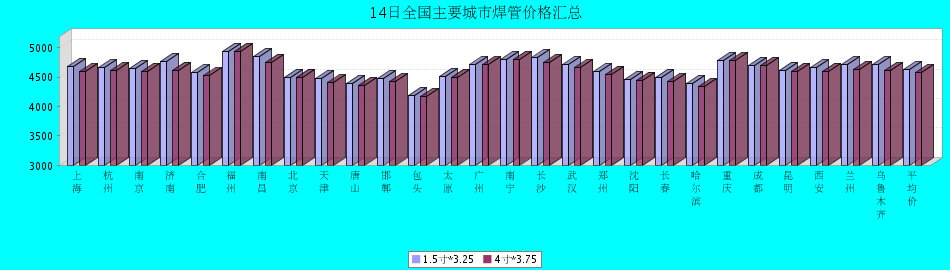 14日全国主要城市焊管价格汇总
5000
4500
4000
3500
3000
上海 杭州 南京 济南 合肥 福州 南昌 北京 天津 唐山 邯郸 包头 太原 广州 南宁 长沙 武汉 郑州 沈阳 长春 哈尔滨 重庆 成都 昆明 西安 兰州 乌鲁木齐 平均价
1.5寸*3.25 4寸*3.75